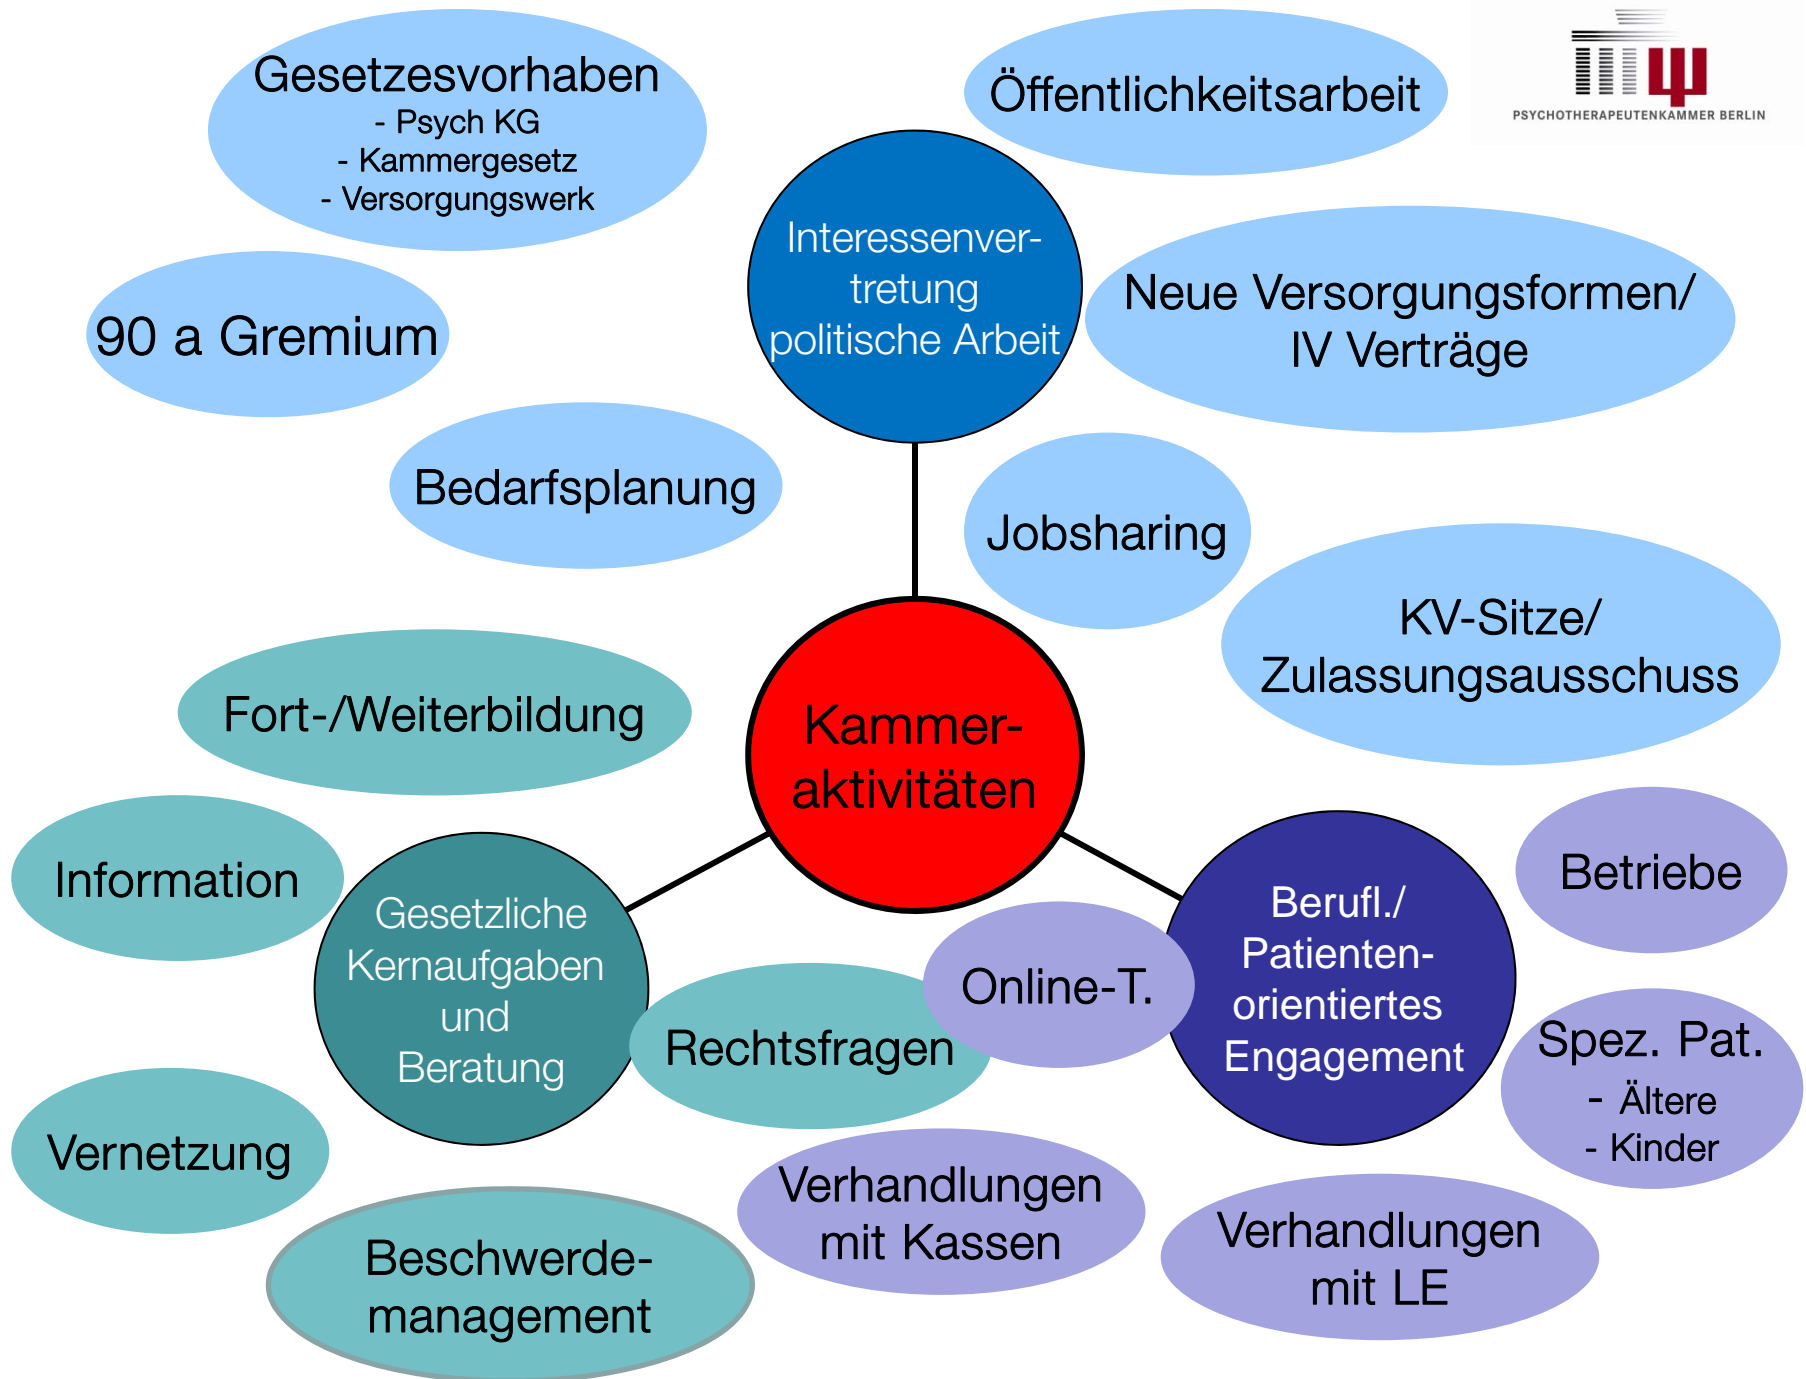 Gesetzesvorhaben
- Psych KG
- Kammergesetz
- Versorgungswerk
Öffentlichkeitsarbeit
PSYCHOTHERAPEUTENKAMMER BERLIN
Interessenver-
tretung
politische Arbeit
90 a Gremium
Neue Versorgungsformen/
IV Verträge
Bedarfsplanung
Jobsharing
KV-Sitze/
Zulassungsausschuss
Fort-/Weiterbildung
Kammer-
aktivitäten
Information
Gesetzliche
Kernaufgaben
und
Beratung
Berufl./
Patienten-
orientiertes
Engagement
Betriebe
Online-T.
Rechtsfragen
Spez. Pat.
- Ältere
- Kinder
Vernetzung
Verhandlungen
mit Kassen
Verhandlungen
mit LE
Beschwerde-
management